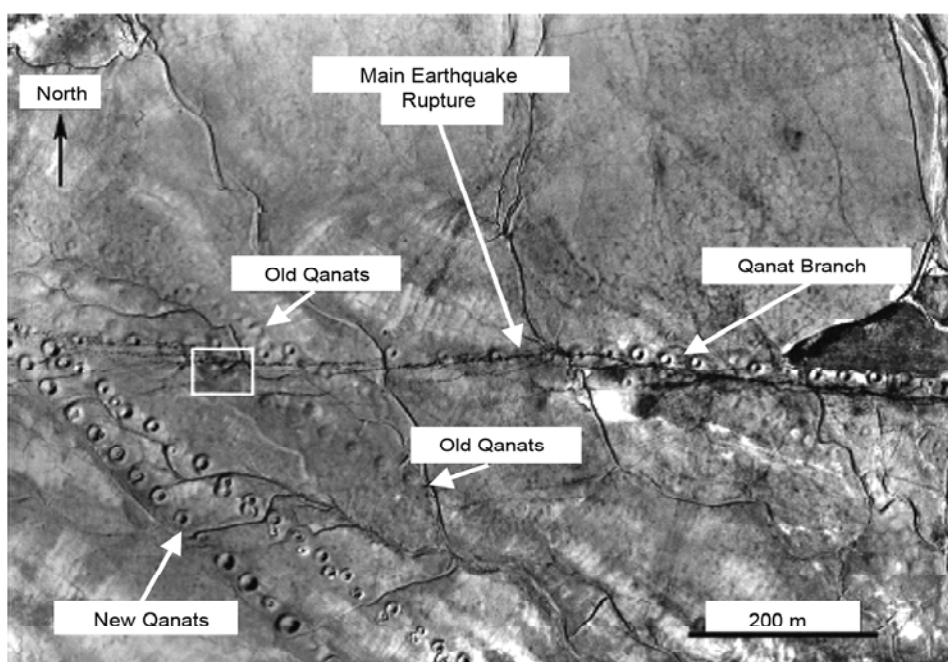 Main Earthquake
Rupture
North
Old Qanats
Qanat Branch
Old Qanats
New Qanats
200 m